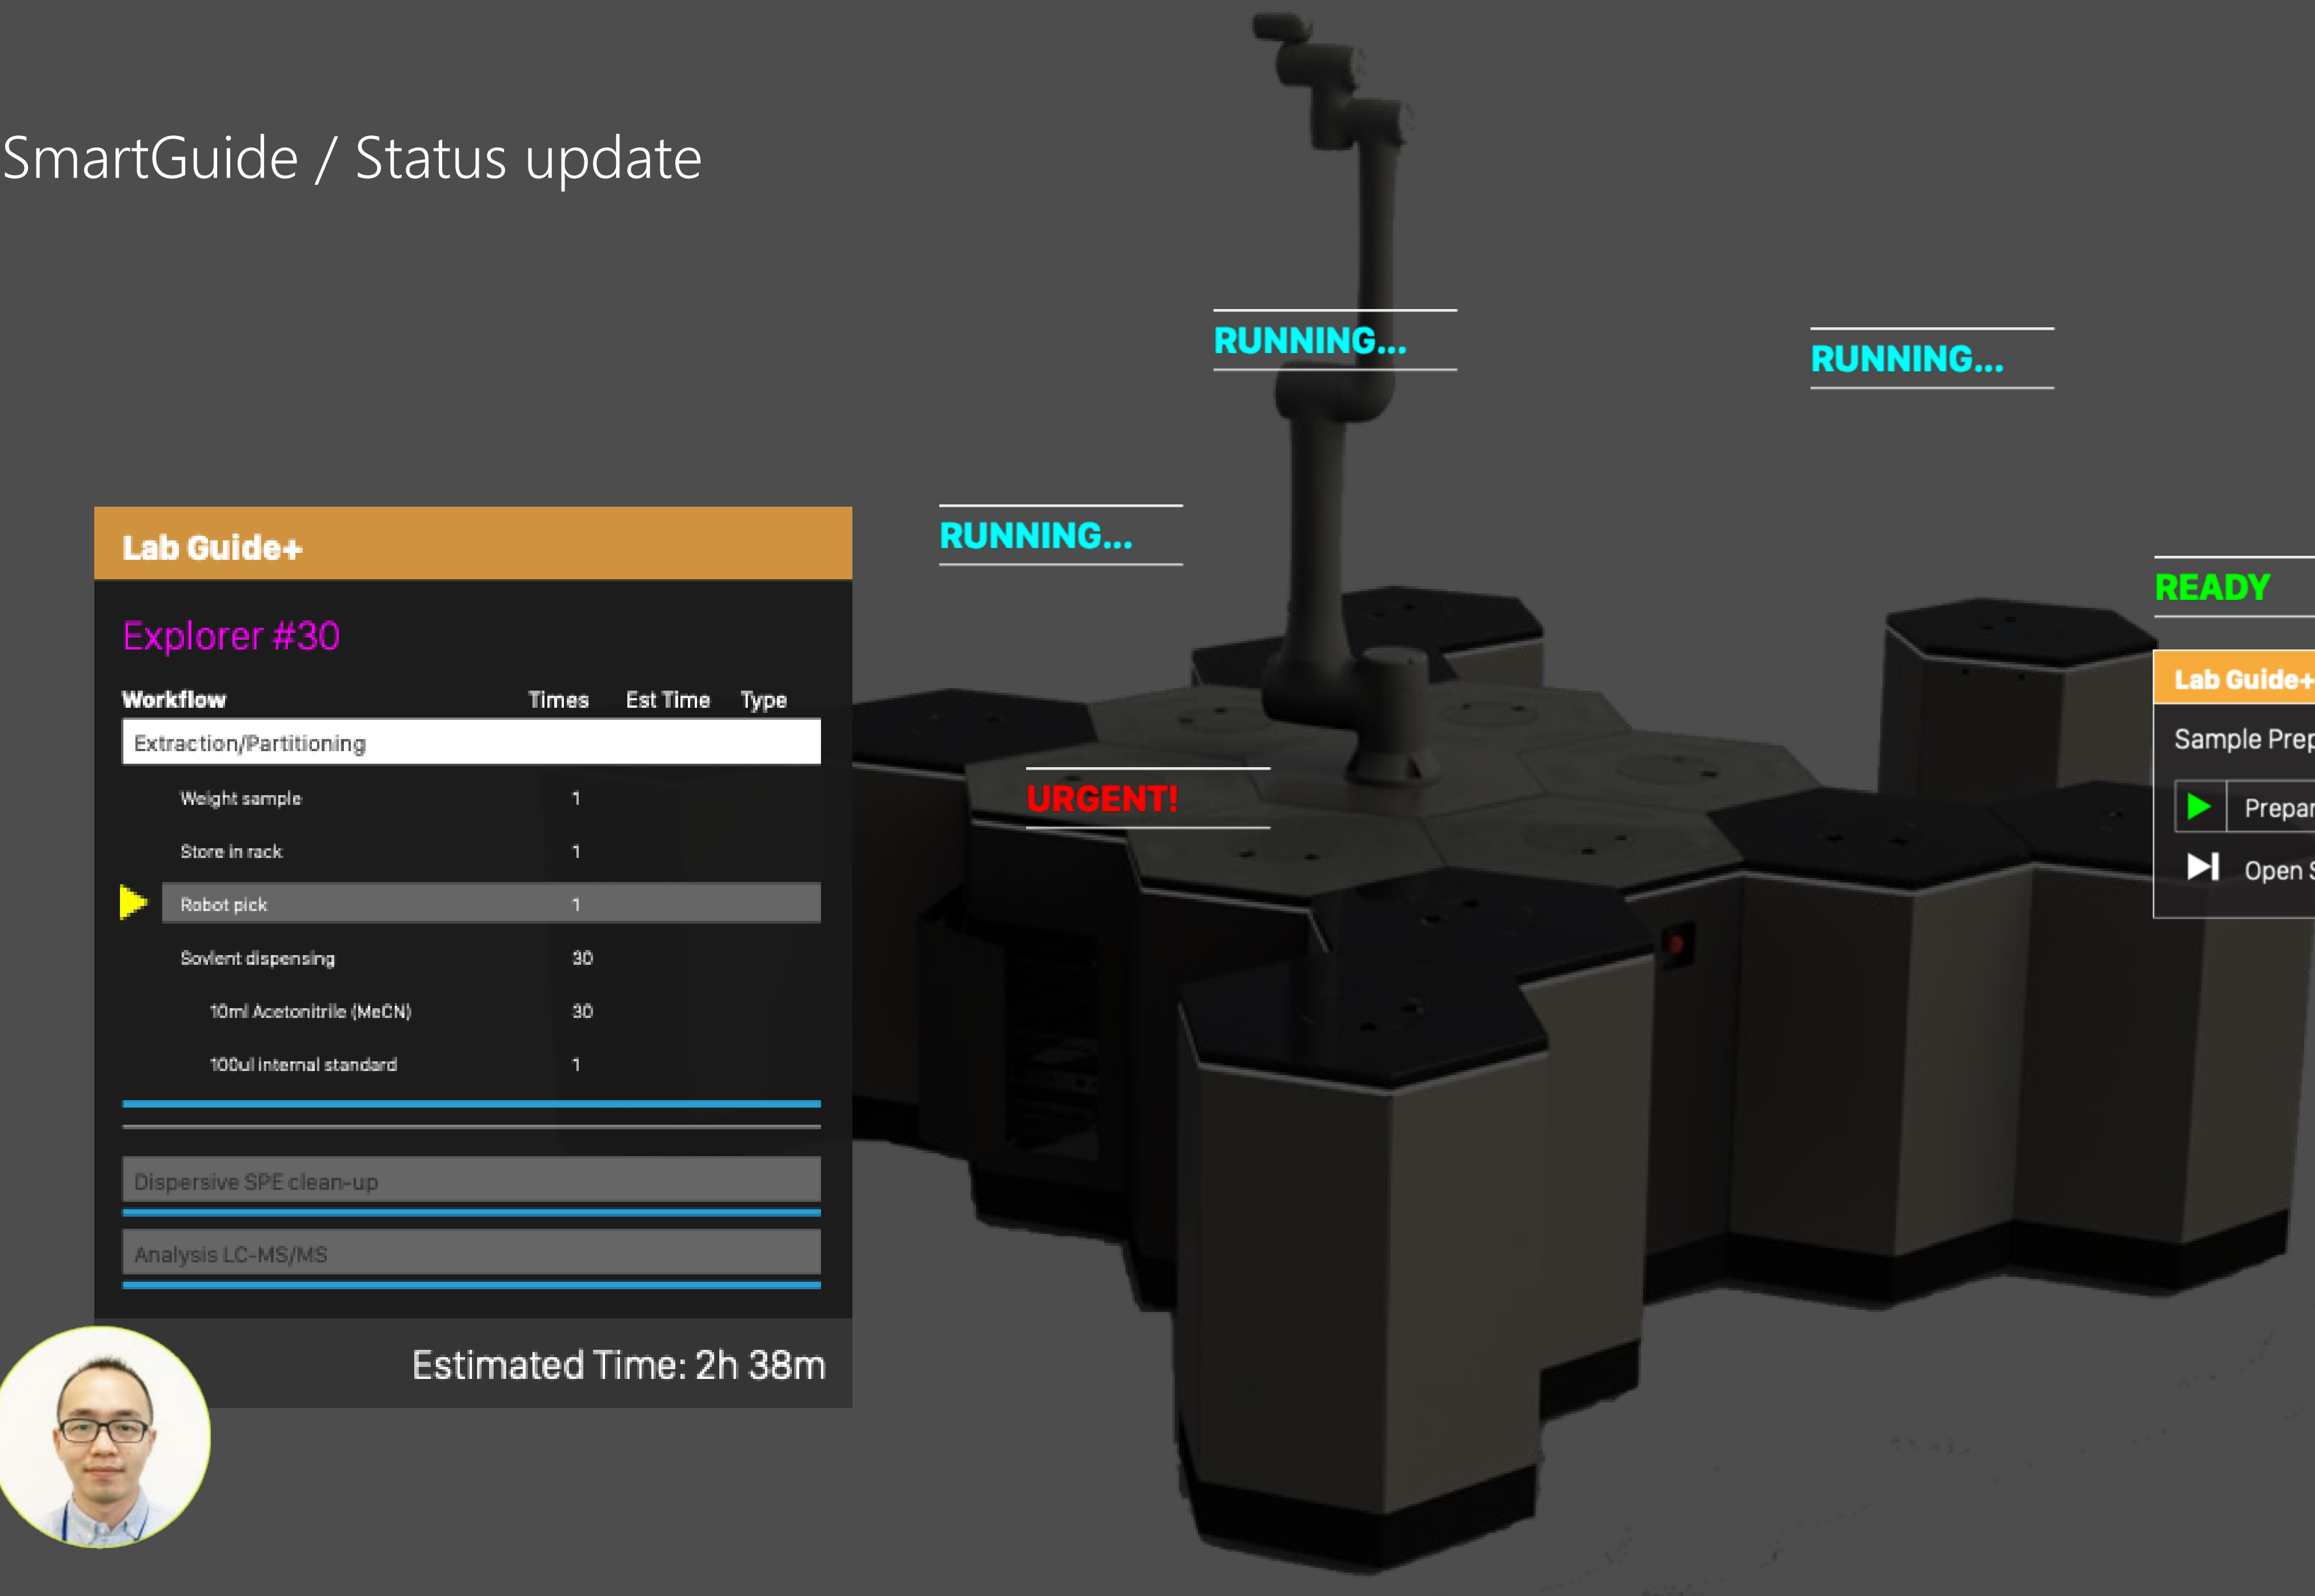 SmartGuide / Status update
RUNNING...
RUNNING...
RUNNING...
READY
URGENT!
Lab Guide+
Explorer #30
Workflow Times Est Time Type
Extraction/Partitioning
Weight sample 1
Store in rack 1
Robot pick 1
Sovlent dispensing 30
10ml Acetonitrile (MeCN) 30
100ul internal standard 1
Dispersive SPE clean-up
Analysis LC-MS/MS
Estimated Time: 2h 38m
Lab Guide+
Sample Prep
Prepar
Open S